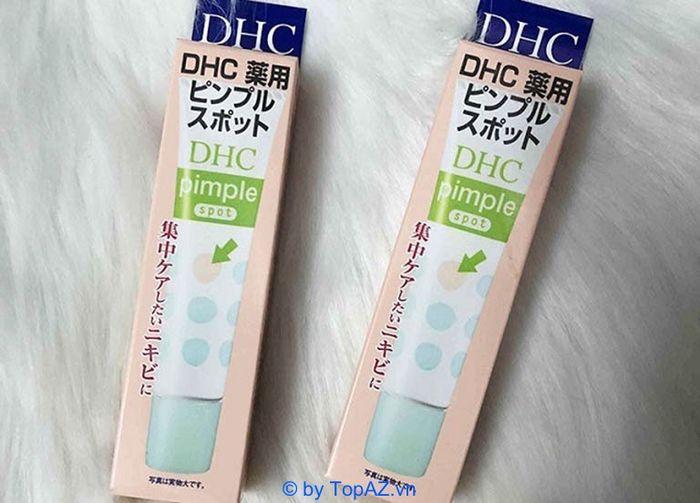 DHC
DHC 薬用
ピンプル
スポット
DHC
pimple
spot
集中ケアしたいニキビに
写真は実物大です。
DHC
DHC 薬用
ピンプル
スポット
DHC
pimple
spot
集中ケアしたいニキビに
写真は実物大です。
© by TopAZ.vn